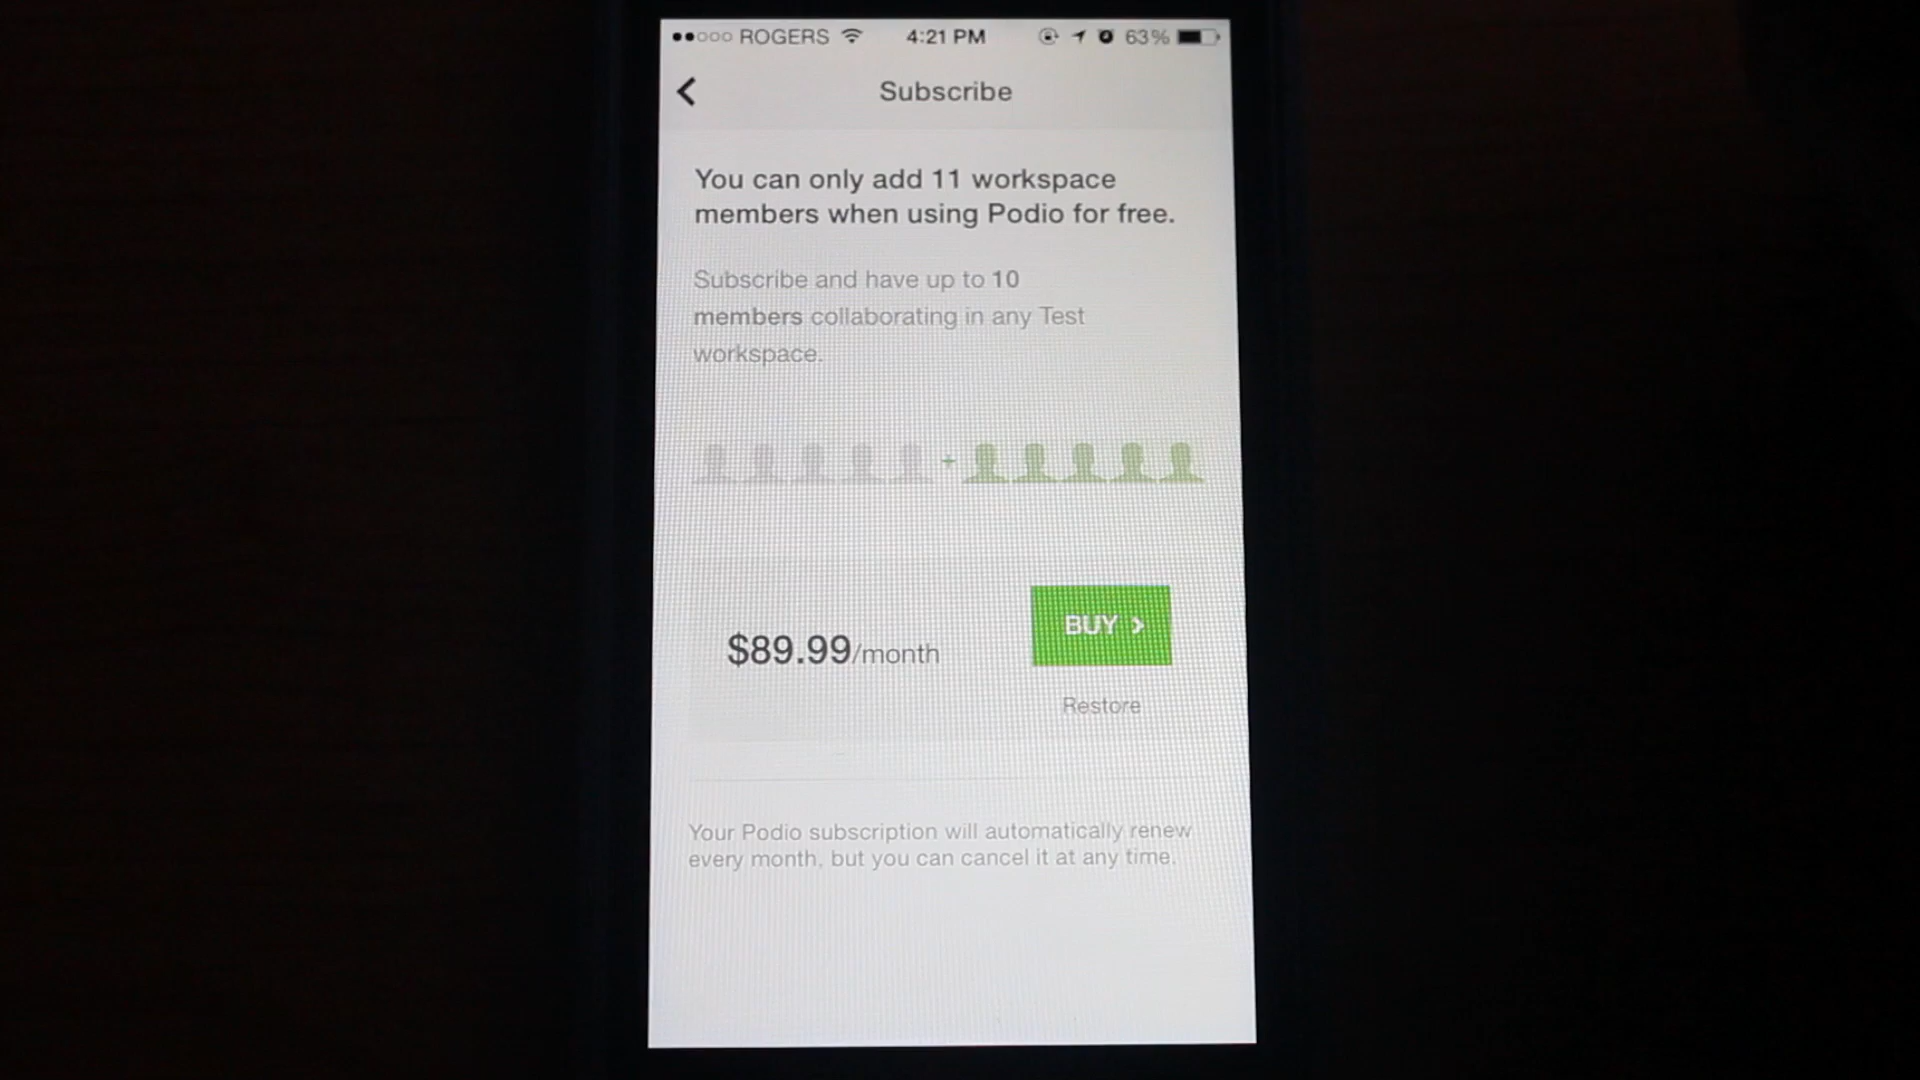 ROGERS 4:21 PM 63%
Subscribe
You can only add 11 workspace
members when using Podio for free.
Subscribe and have up to 10
members collaborating in any Test
workspace.
+
BUY >
$89.99/month
Restore
Your Podio subscription will automatically renew
every month, but you can cancel it at any time.